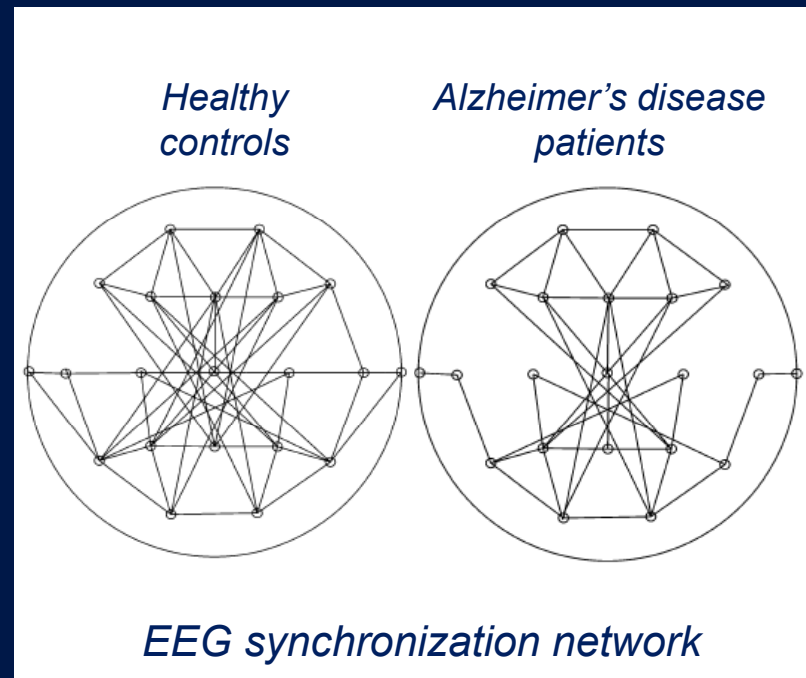 Healthy
controls
Alzheimer’s disease
patients
EEG synchronization network